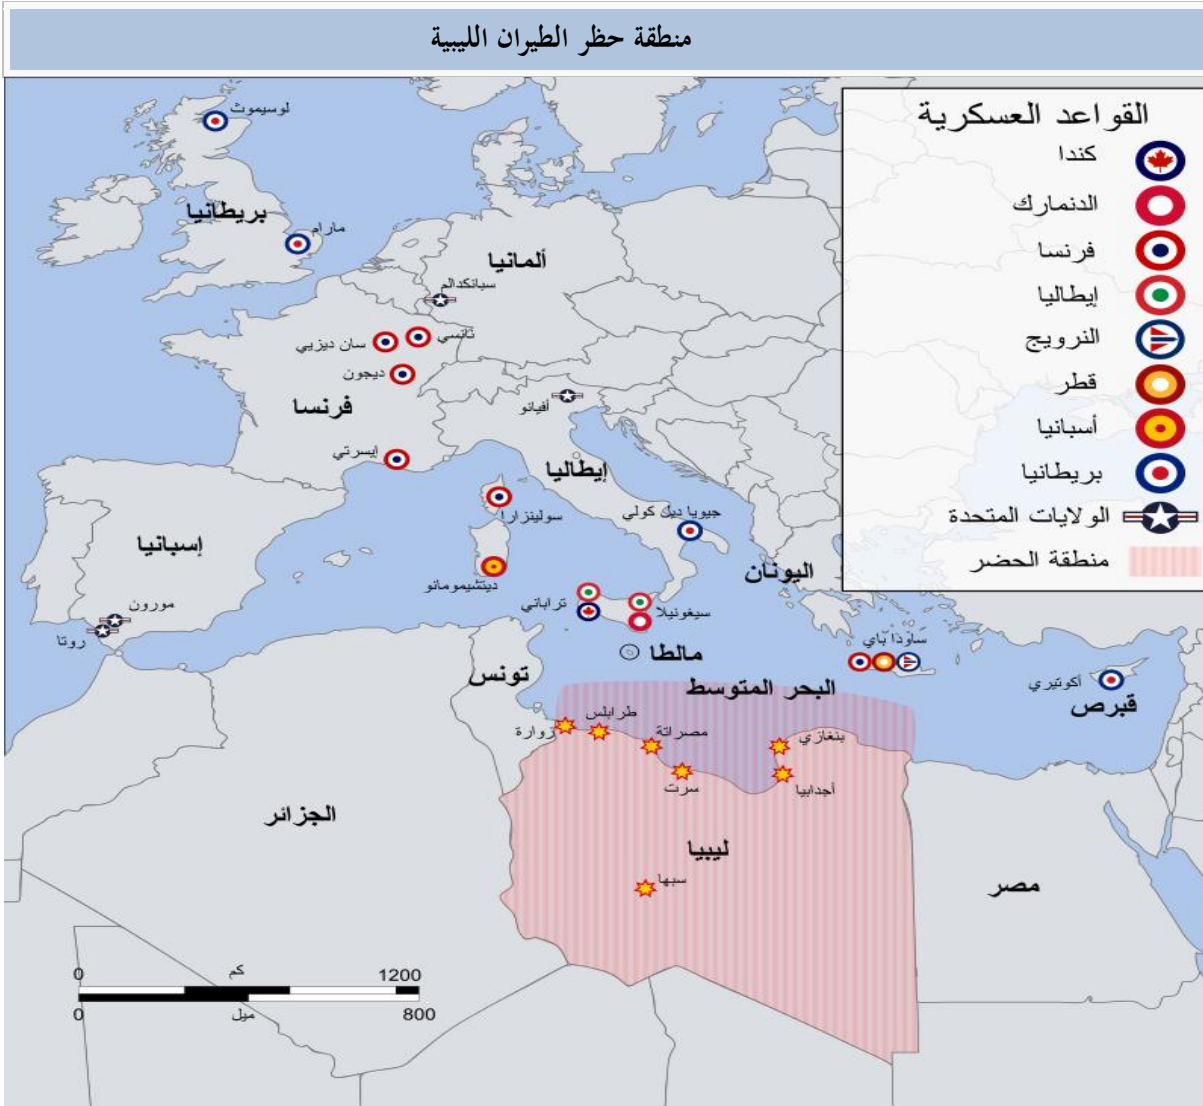 منطقة حظر الطيران الليبية
القواعد العسكرية
كندا
الدنمارك
فرنسا
إيطاليا
النرويج
قطر
أسبانيا
بريطانيا
الولايات المتحدة
منطقة الحضر
لوسيموث
بريطانيا
مارام
ألمانيا
سبانكدالم
نانسي
سان ديزيي
ديجون
فرنسا
أفيانو
إيسرتي
إيطاليا
سولينزارا
جيويا ديل كولي
إسبانيا
ديتشيمومانو
اليونان
مورون
روتا
تراباني
سيغونيلا
مالطا
ساودا باي
أكوتيري
قبرص
تونس
البحر المتوسط
طرابلس
زوارة
مصراتة
بنغازي
سرت
أجدابيا
الجزائر
ليبيا
سبها
مصر
0 كم 1200
0 ميل 800